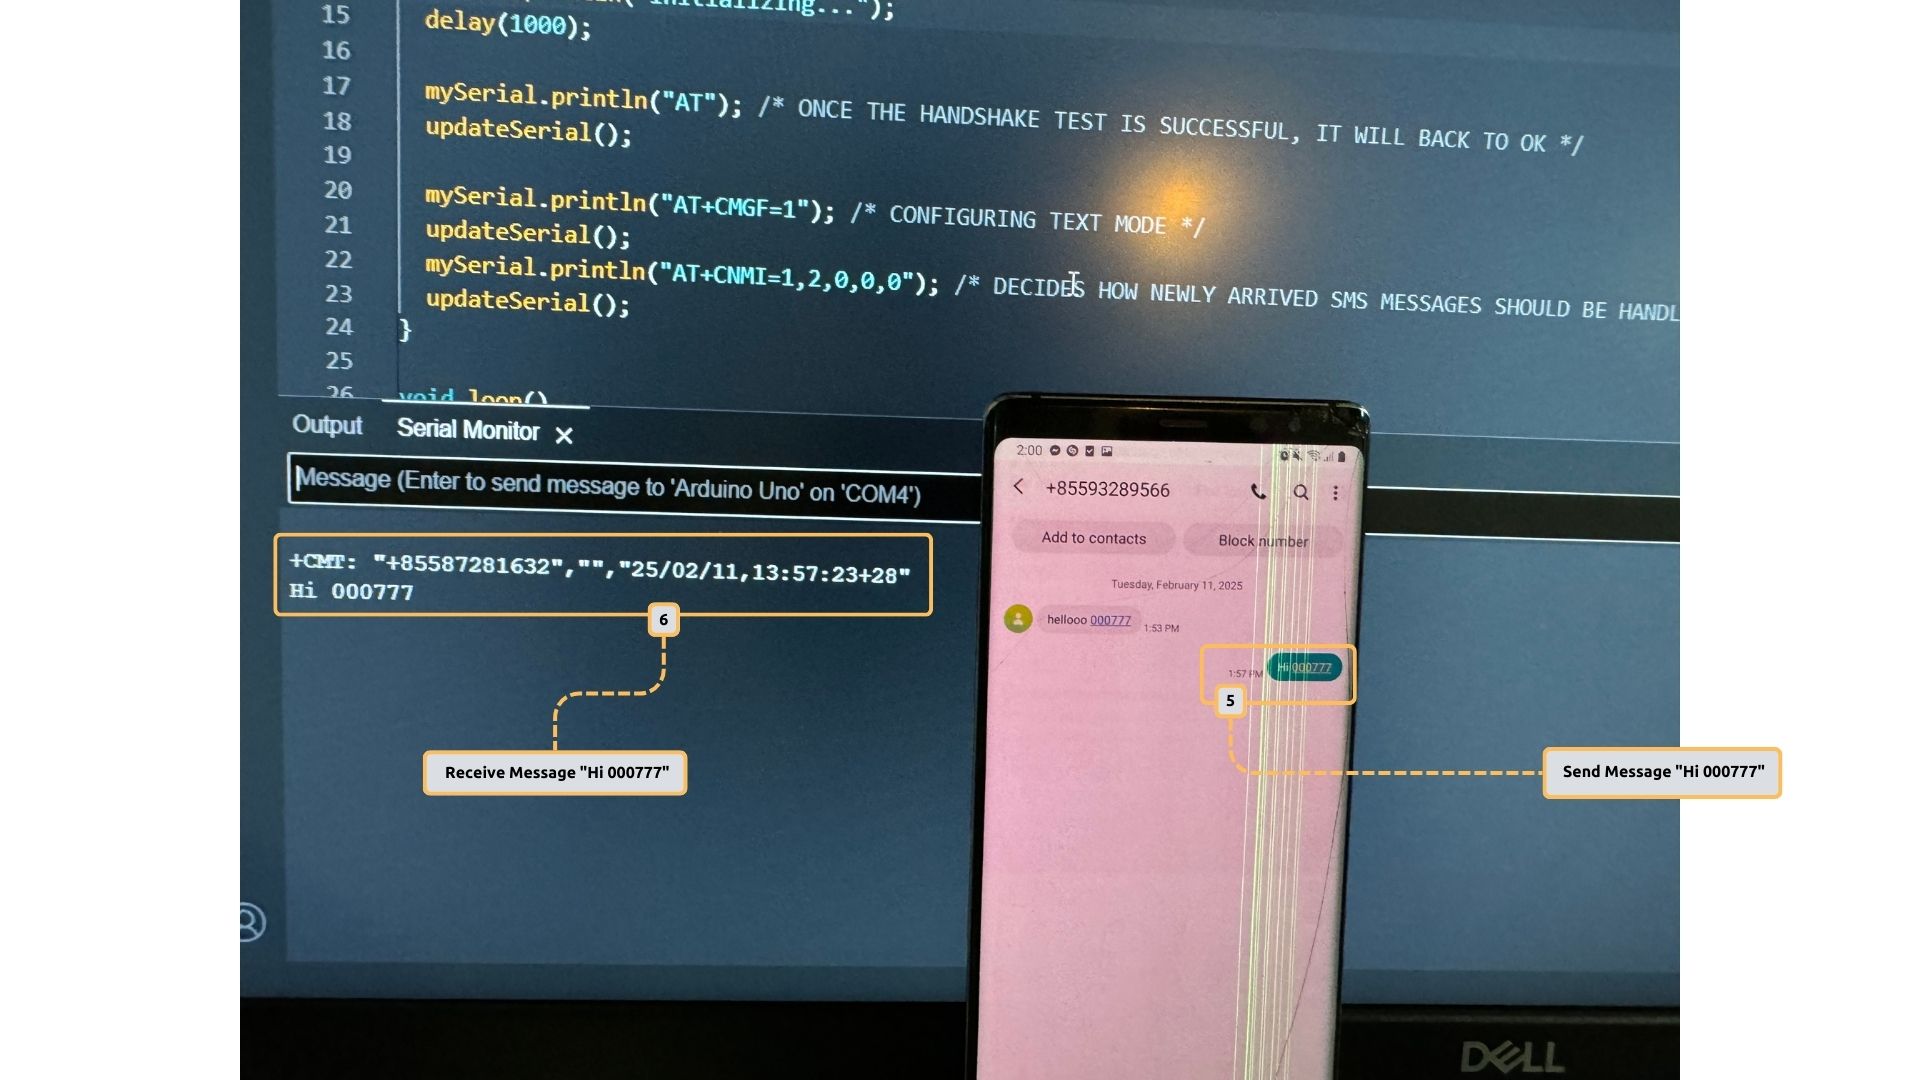 15
delay(1000);
16
17
mySerial.println("AT"); /* ONCE THE HANDSHAKE TEST IS SUCCESSFUL, IT WILL BACK TO OK */
18
updateSerial();
19
20
mySerial.println("AT+CMGF=1"); /* CONFIGURING TEXT MODE */
21
updateSerial();
22
mySerial.println("AT+CNMI=1,2,0,0,0"); /* DECIDES HOW NEWLY ARRIVED SMS MESSAGES SHOULD BE HANDL
23
updateSerial();
24
}
25
26
void loop()
Output
Serial Monitor
Message (Enter to send message to 'Arduino Uno' on 'COM4')
+CMT: "+85587281632","","25/02/11,13:57:23+28"
Hi 000777
6
Receive Message "Hi 000777"
2:00
+85593289566
Add to contacts
Block number
Tuesday, February 11, 2025
hellooo 000777
1:53 PM
1:57 PM
Hi 000777
5
Send Message "Hi 000777"
DELL